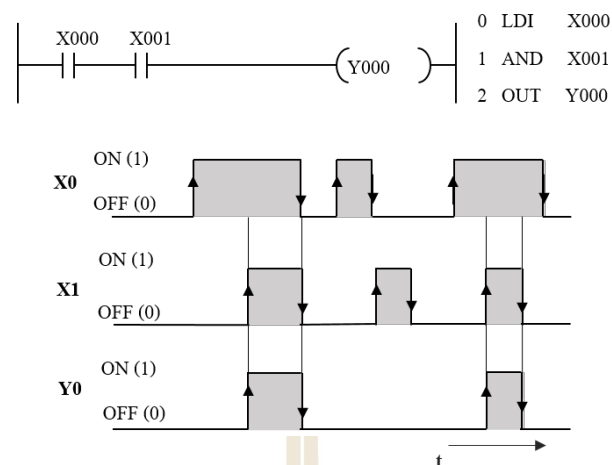 X000 X001 Y000
0 LDI X000
1 AND X001
2 OUT Y000
ON (1)
X0
OFF (0)
ON (1)
X1
OFF (0)
ON (1)
Y0
OFF (0)
t